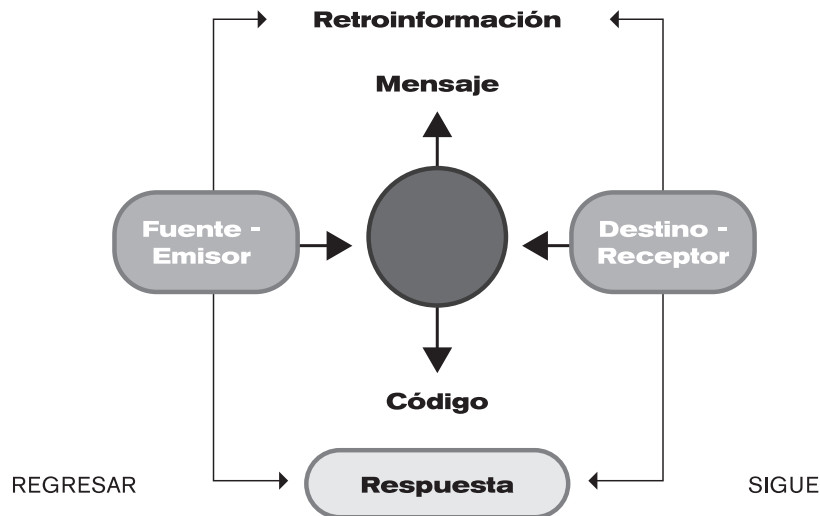 Retroinformación
Mensaje
Fuente -
Emisor
Destino -
Receptor
Código
Respuesta
REGRESAR
SIGUE